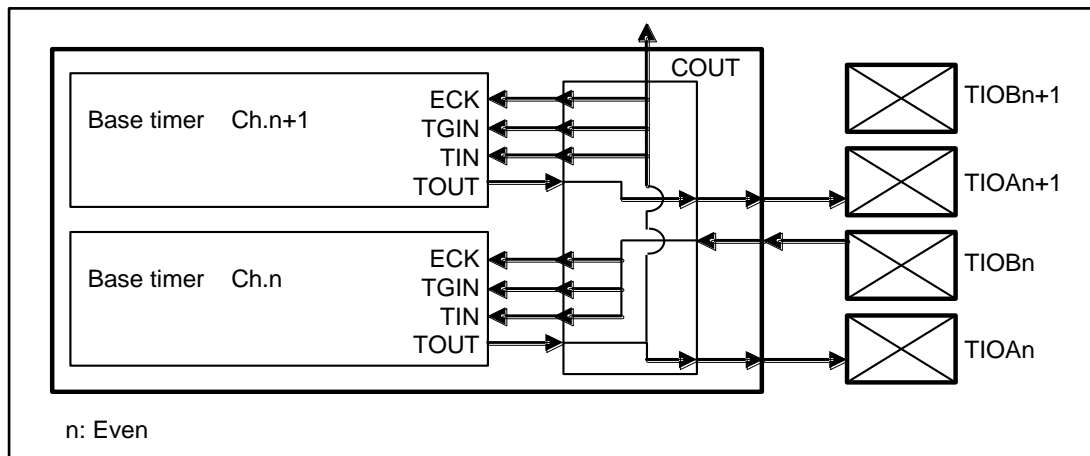 COUT
Base timer Ch.n+1
ECK
TGIN
TIN
TOUT
TIOBn+1
TIOAn+1
Base timer Ch.n
ECK
TGIN
TIN
TOUT
TIOBn
TIOAn
n: Even